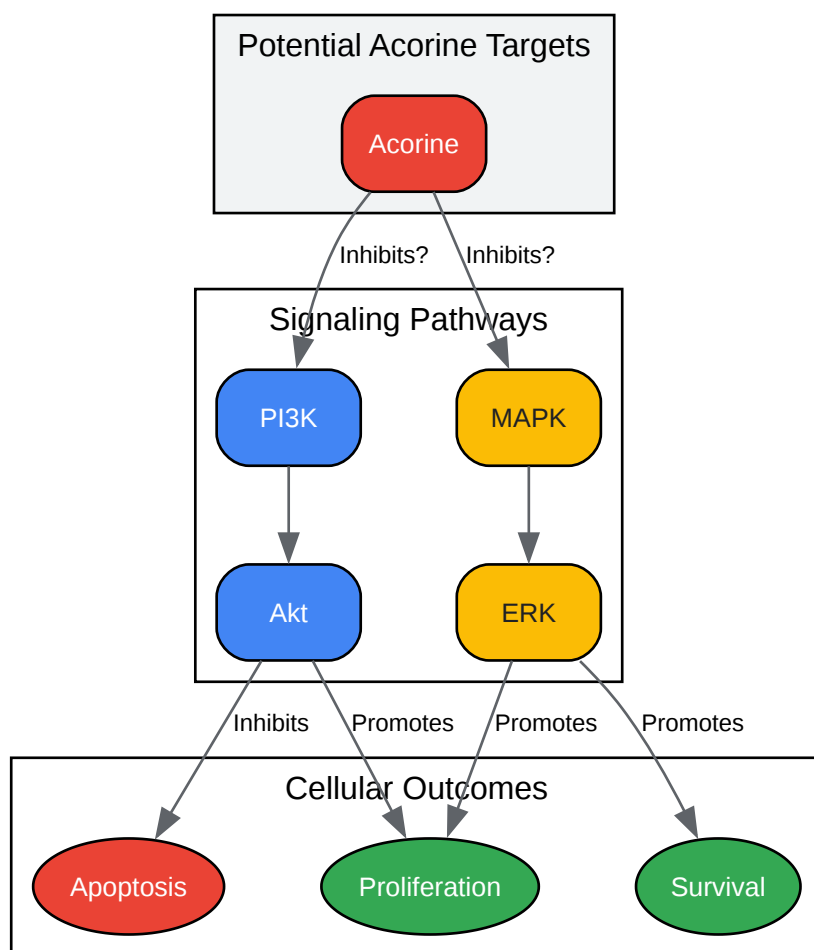 Potential Acorine Targets
Acorine
Inhibits?
Inhibits?
Signaling Pathways
PI3K
MAPK
Akt
ERK
Inhibits
Promotes
Promotes
Promotes
Cellular Outcomes
Apoptosis
Proliferation
Survival